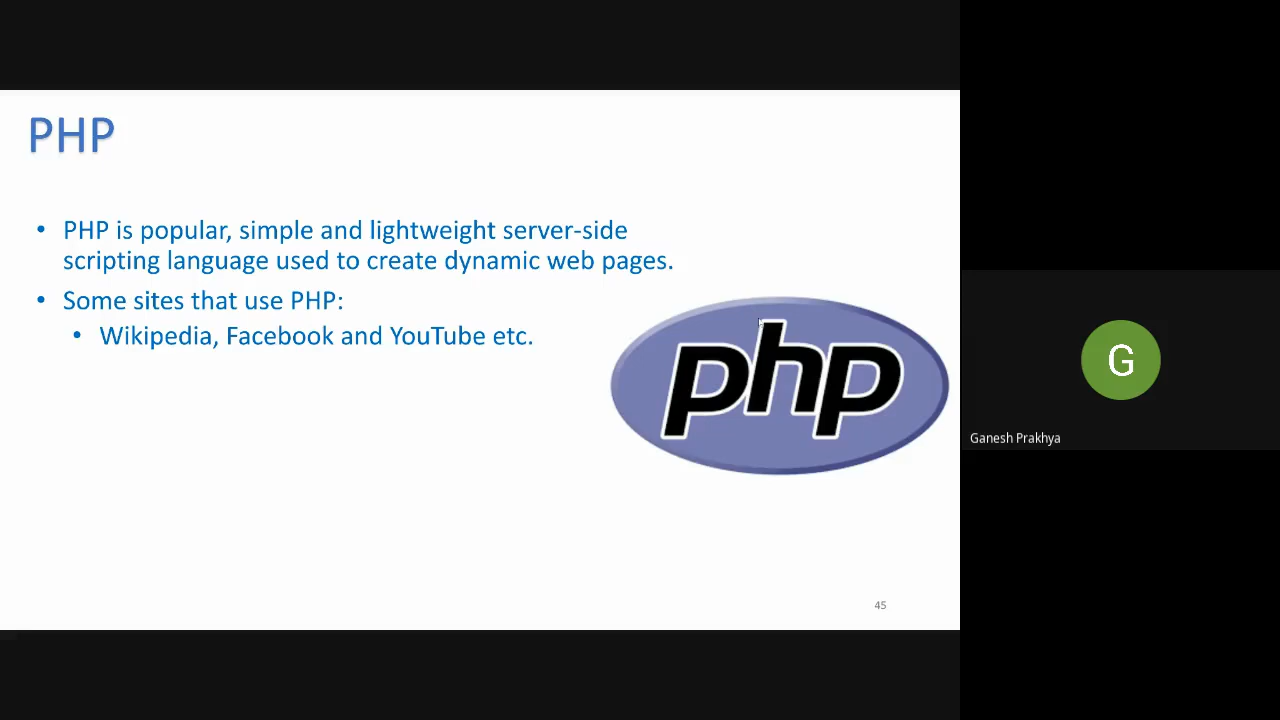 PHP
• PHP is popular, simple and lightweight server-side
scripting language used to create dynamic web pages.
• Some sites that use PHP:
• Wikipedia, Facebook and YouTube etc.
php
45
G
Ganesh Prakhya